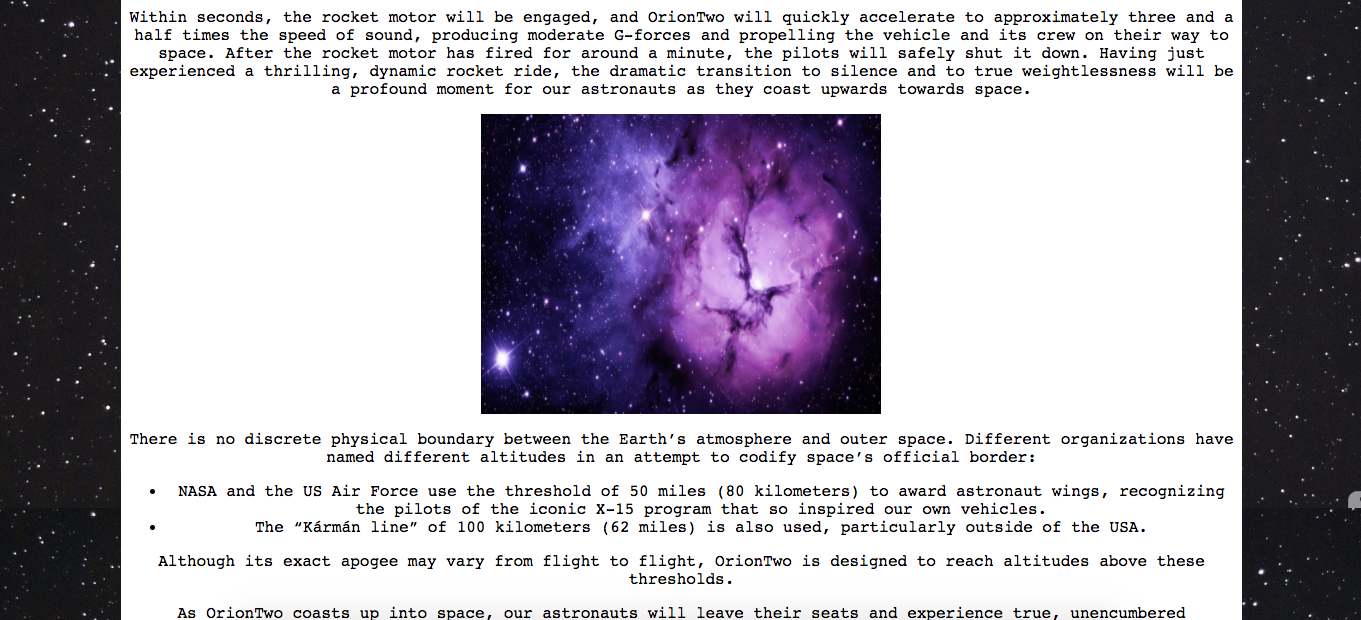 Within seconds, the rocket motor will be engaged, and OrionTwo will quickly accelerate to approximately three and a
half times the speed of sound, producing moderate G-forces and propelling the vehicle and its crew on their way to
space. After the rocket motor has fired for around a minute, the pilots will safely shut it down. Having just
experienced a thrilling, dynamic rocket ride, the dramatic transition to silence and to true weightlessness will be
a profound moment for our astronauts as they coast upwards towards space.
There is no discrete physical boundary between the Earth’s atmosphere and outer space. Different organizations have
named different altitudes in an attempt to codify space’s official border:
• NASA and the US Air Force use the threshold of 50 miles (80 kilometers) to award astronaut wings, recognizing
the pilots of the iconic X-15 program that so inspired our own vehicles.
• The “Kármán line” of 100 kilometers (62 miles) is also used, particularly outside of the USA.
Although its exact apogee may vary from flight to flight, OrionTwo is designed to reach altitudes above these
thresholds.
As OrionTwo coasts up into space, our astronauts will leave their seats and experience true, unencumbered